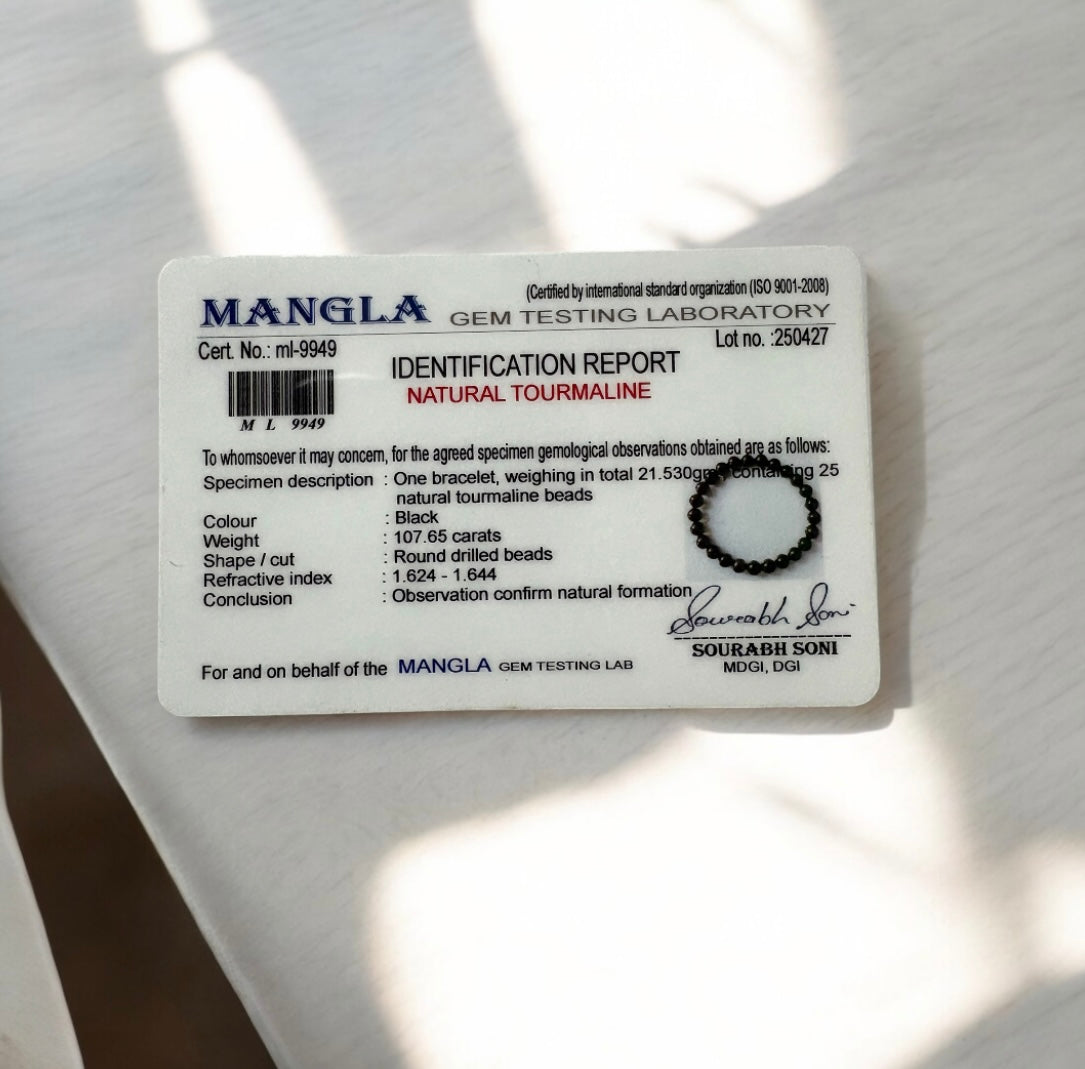 (Certified by international standard organization (ISO 9001-2008)
MANGLA GEM TESTING LABORATORY
Cert. No.: ml-9949
Lot no. :250427
IDENTIFICATION REPORT
NATURAL TOURMALINE
M L 9949
To whomsoever it may concern, for the agreed specimen gemological observations obtained are as follows:
Specimen description : One bracelet, weighing in total 21.530gms containing 25
natural tourmaline beads
Colour : Black
Weight : 107.65 carats
Shape / cut : Round drilled beads
Refractive index : 1.624 - 1.644
Conclusion : Observation confirm natural formation
Sourabh Soni
SOURABH SONI
MDGI, DGI
For and on behalf of the MANGLA GEM TESTING LAB